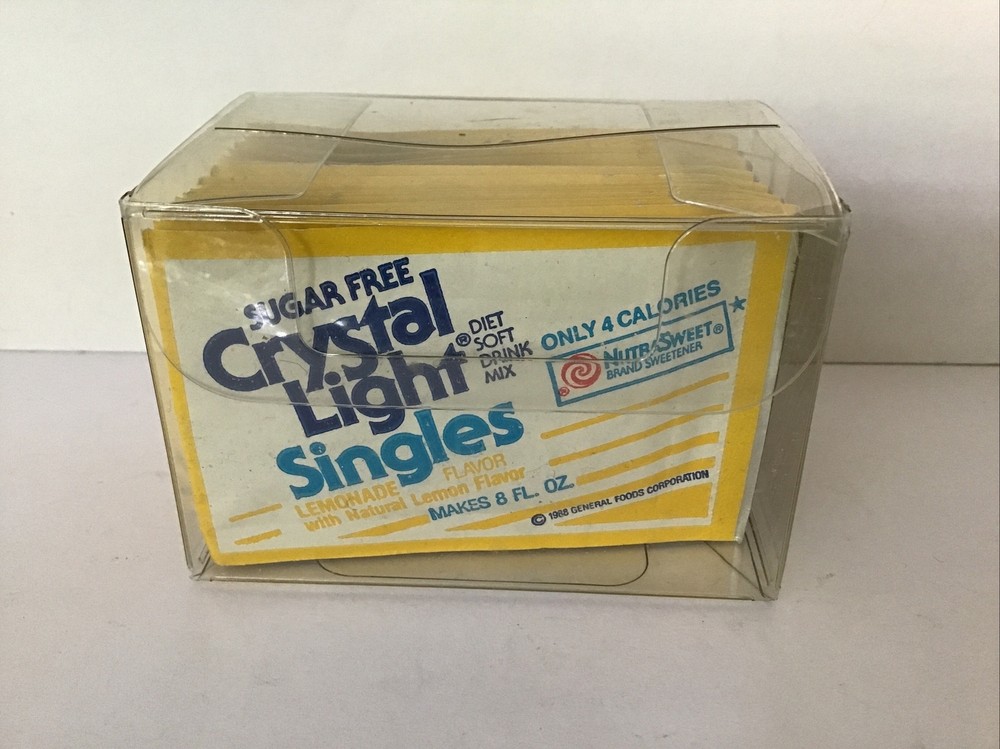 SUGAR FREE
Crystal
Light®
DIET
SOFT
DRINK
MIX
Singles
LEMONADE FLAVOR
with Natural Lemon Flavor
MAKES 8 FL. OZ.
ONLY 4 CALORIES*
NUTRASWEET®
BRAND SWEETENER
®
© 1988 GENERAL FOODS CORPORATION